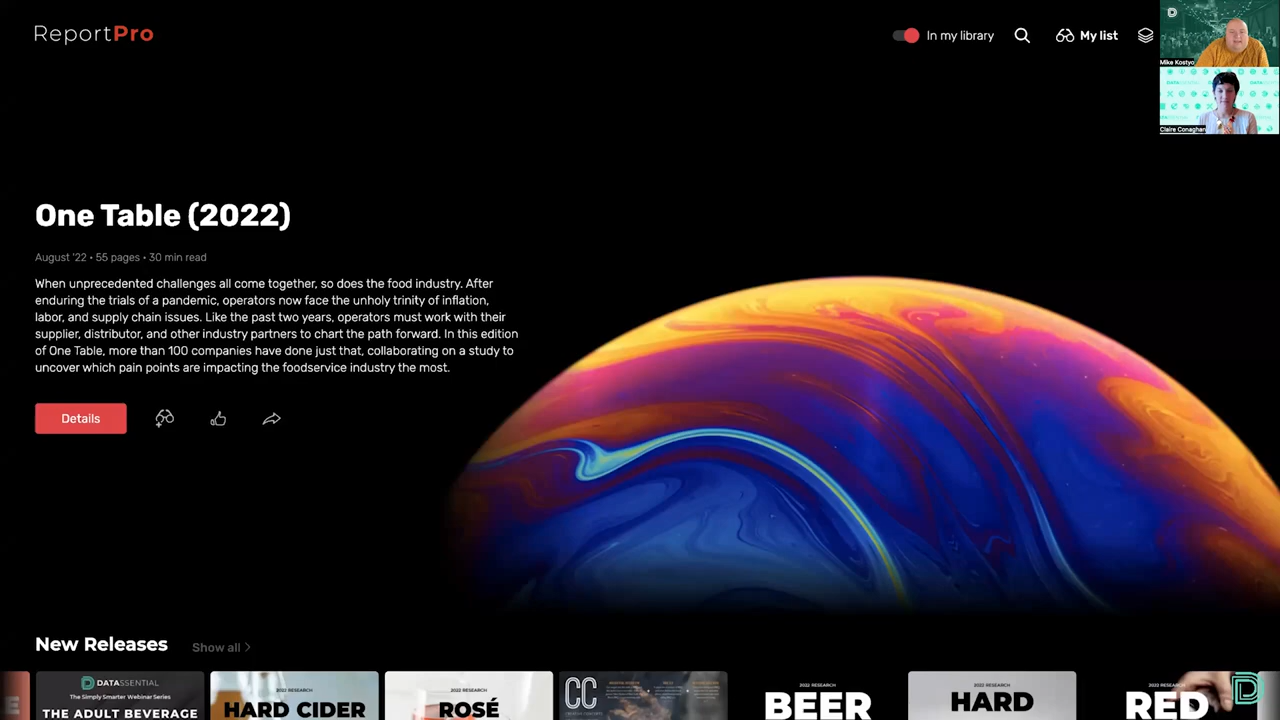 ReportPro
In my library
My list
Mike Kostyo
Claire Conaghan
One Table (2022)
August '22 • 55 pages • 30 min read
When unprecedented challenges all come together, so does the food industry. After
enduring the trials of a pandemic, operators now face the unholy trinity of inflation,
labor, and supply chain issues. Like the past two years, operators must work with their
supplier, distributor, and other industry partners to chart the path forward. In this edition
of One Table, more than 100 companies have done just that, collaborating on a study to
uncover which pain points are impacting the foodservice industry the most.
Details
New Releases
Show all
DATASSENTIAL
The Simply Smarter Webinar Series
THE ADULT BEVERAGE
2022 RESEARCH
HARD CIDER
2022 RESEARCH
ROSÉ
CC
2022 RESEARCH
BEER
2022 RESEARCH
HARD
2022 RESEARCH
RED